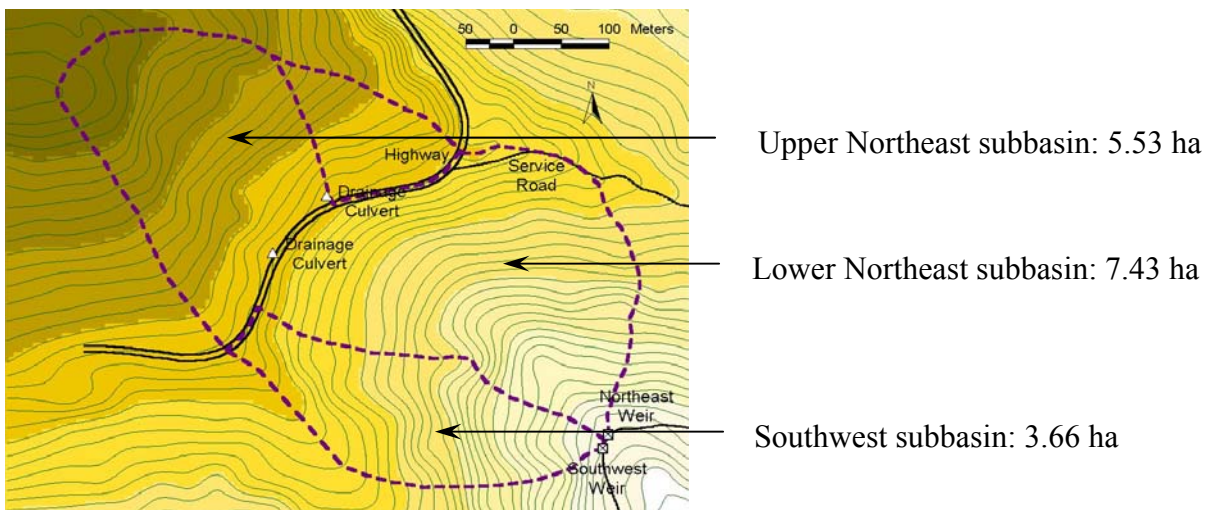 50 0 50 100 Meters
N
Highway
Service
Road
Drainage
Culvert
Drainage
Culvert
Northeast
Weir
Southwest
Weir
Upper Northeast subbasin: 5.53 ha
Lower Northeast subbasin: 7.43 ha
Southwest subbasin: 3.66 ha